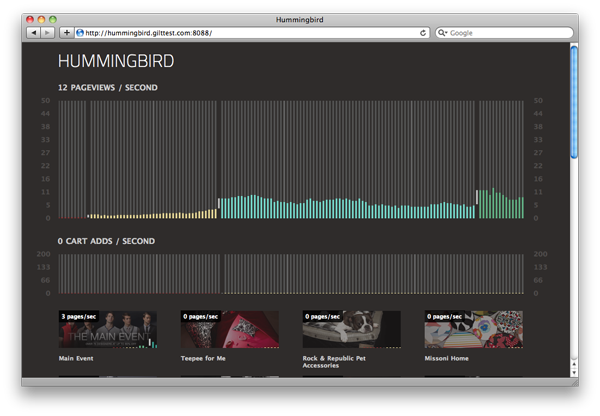 Hummingbird
http://hummingbird.gilttest.com:8088/
Google
HUMMINGBIRD
12 PAGEVIEWS / SECOND
50 50
44 44
38 38
33 33
27 27
22 22
16 16
11 11
5 5
0 0
0 CART ADDS / SECOND
200 200
133 133
66 66
0 0
3 pages/sec 0 pages/sec 0 pages/sec 0 pages/sec
THE MAIN EVENT
Main Event Teepee for Me Rock & Republic Pet Missoni Home
Accessories